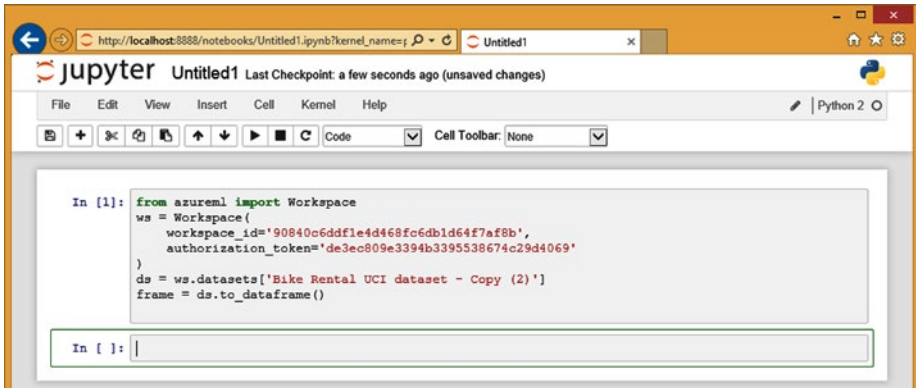 http://localhost:8888/notebooks/Untitled1.ipynb?kernel_name=p
Untitled1
jupyter Untitled1 Last Checkpoint: a few seconds ago (unsaved changes)
File Edit View Insert Cell Kernel Help
Python 2
Code
Cell Toolbar: None
In [1]: from azureml import Workspace
ws = Workspace(
workspace_id='90840c6ddf1e4d468fc6db1d64f7af8b',
authorization_token='de3ec809e3394b3395538674c29d4069'
)
ds = ws.datasets['Bike Rental UCI dataset - Copy (2)']
frame = ds.to_dataframe()
In [ ]: